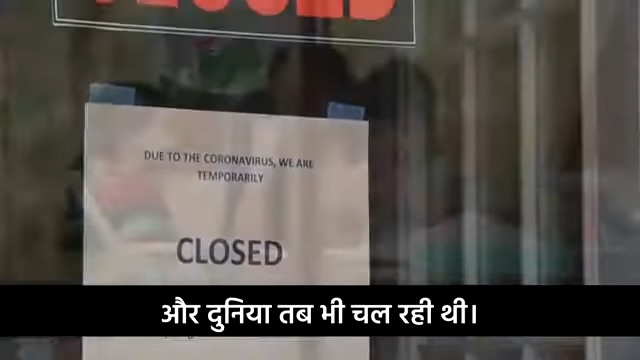 DUE TO THE CORONAVIRUS, WE ARE
TEMPORARILY
CLOSED
और दुनिया तब भी चल रही थी।